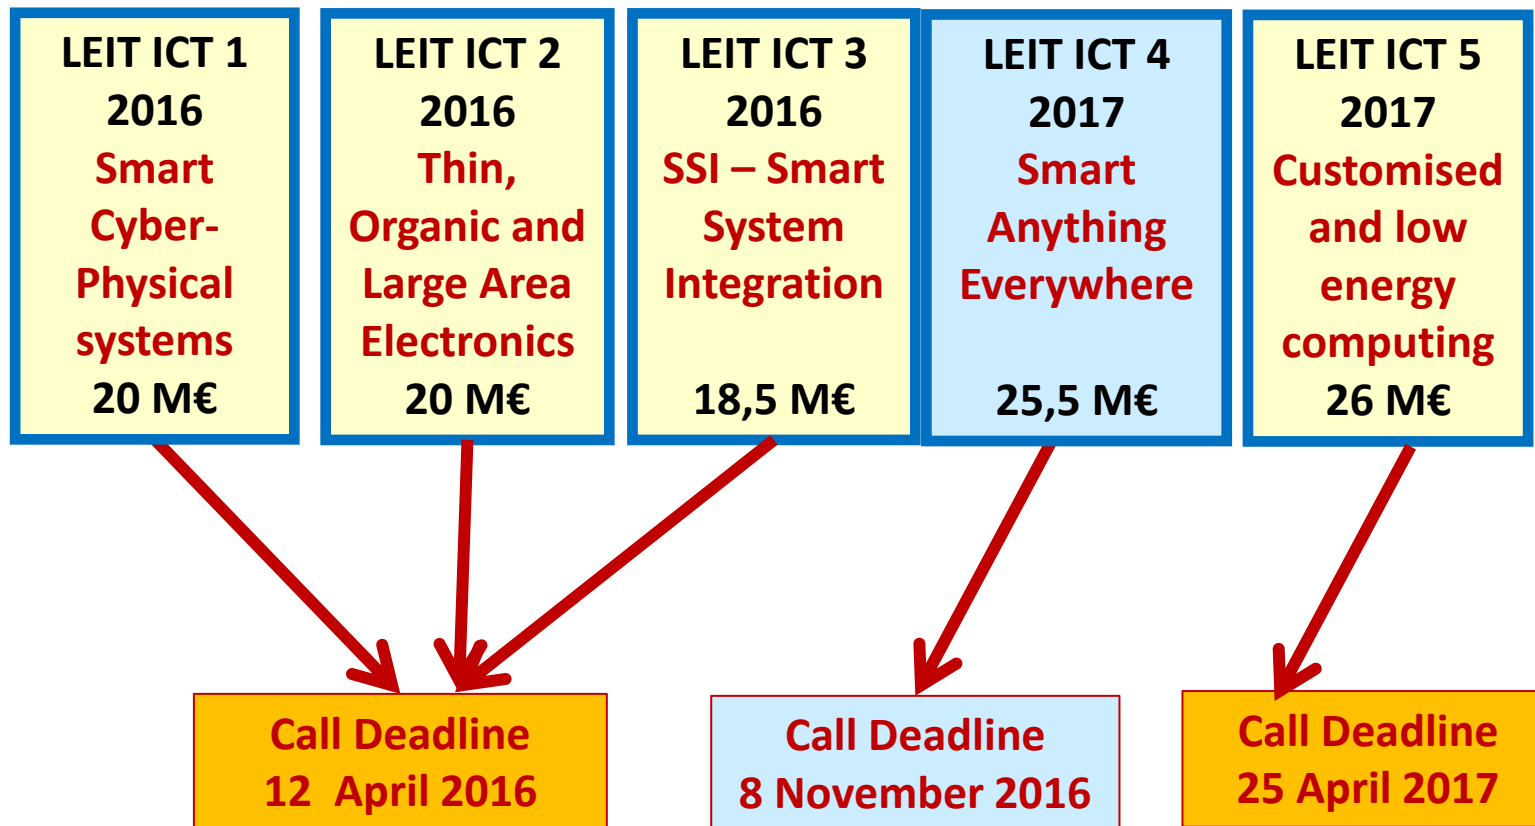 LEIT ICT 1
2016
Smart
Cyber-
Physical
systems
20 M€
LEIT ICT 2
2016
Thin,
Organic and
Large Area
Electronics
20 M€
LEIT ICT 3
2016
SSI – Smart
System
Integration
18,5 M€
LEIT ICT 4
2017
Smart
Anything
Everywhere
25,5 M€
LEIT ICT 5
2017
Customised
and low
energy
computing
26 M€
Call Deadline
12 April 2016
Call Deadline
8 November 2016
Call Deadline
25 April 2017